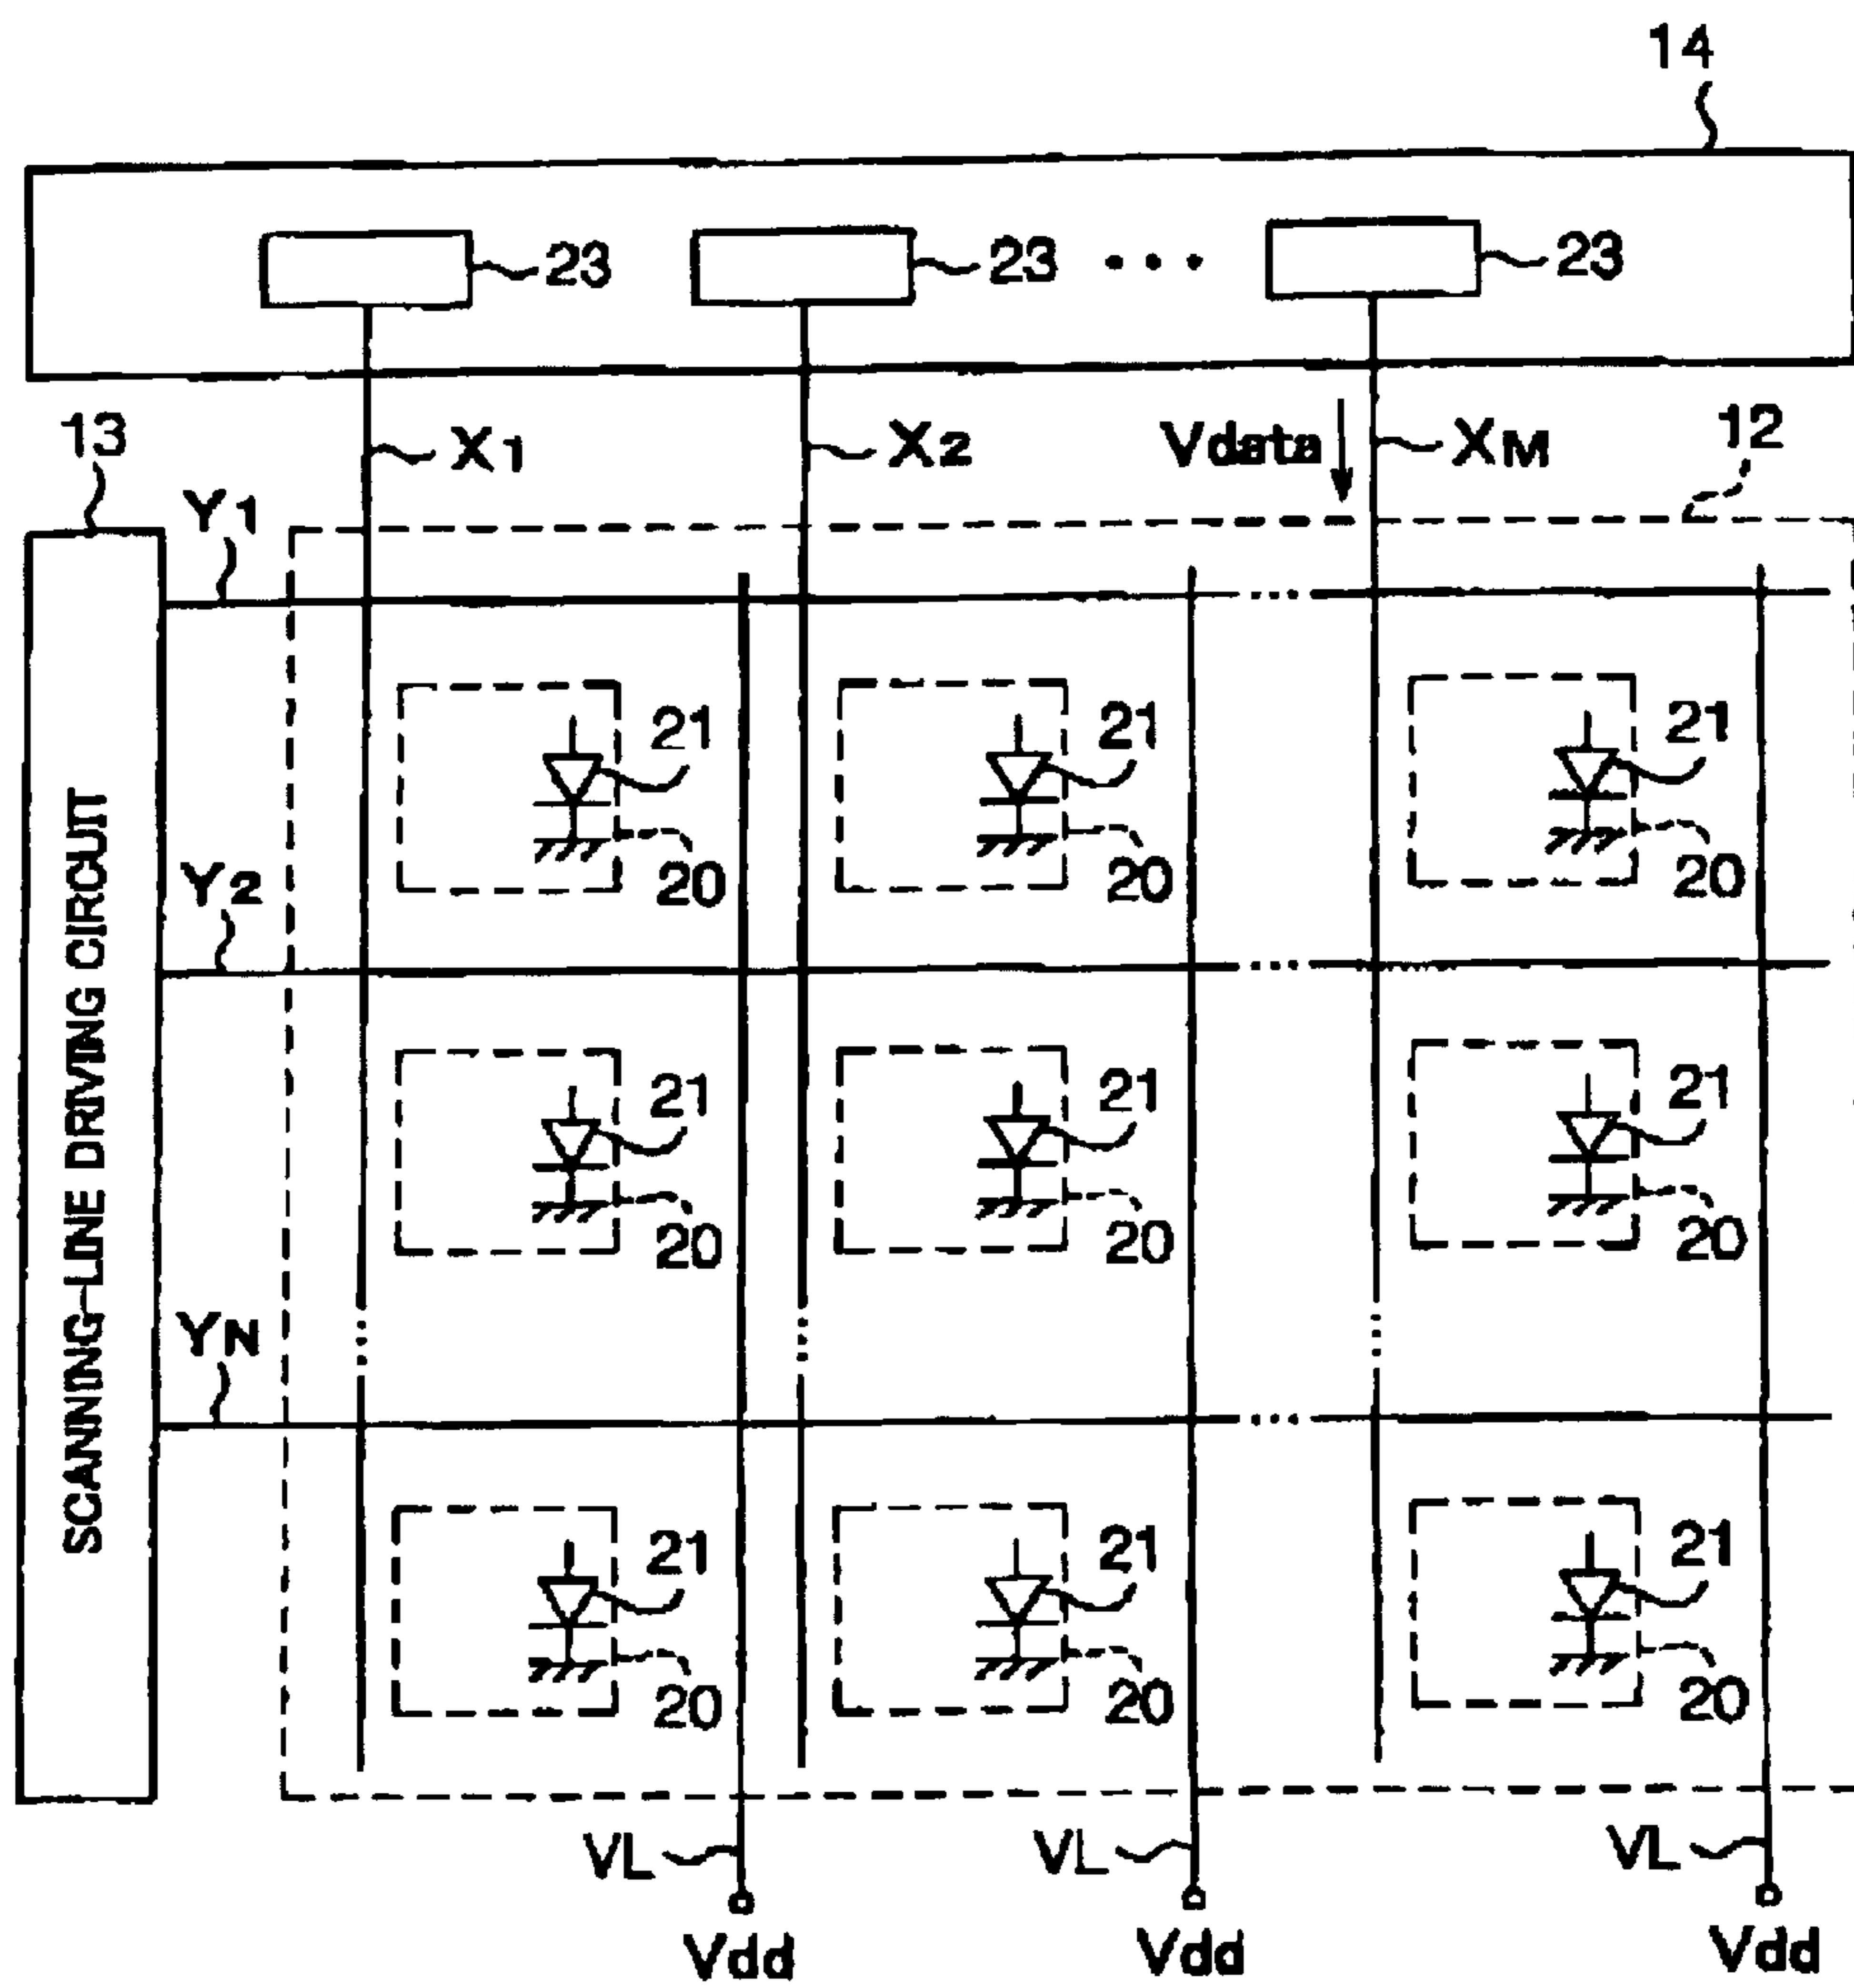 14
23 23 ••• 23
13 X1 X2 Vdata XM 12
Y1
21 21 21
20 20 20
Y2
21 21 21
20 20 20
YN
21 21 21
20 20 20
SCANNING-LINE DRIVING CIRCUIT
VL VL VL
Vdd Vdd Vdd